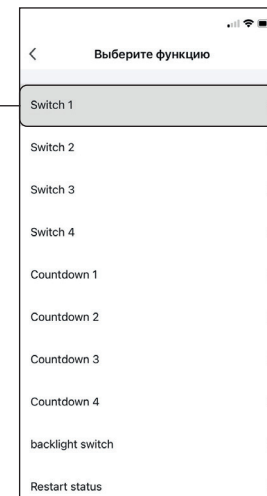 Выберите функцию
Switch 1
Switch 2
Switch 3
Switch 4
Countdown 1
Countdown 2
Countdown 3
Countdown 4
backlight switch
Restart status